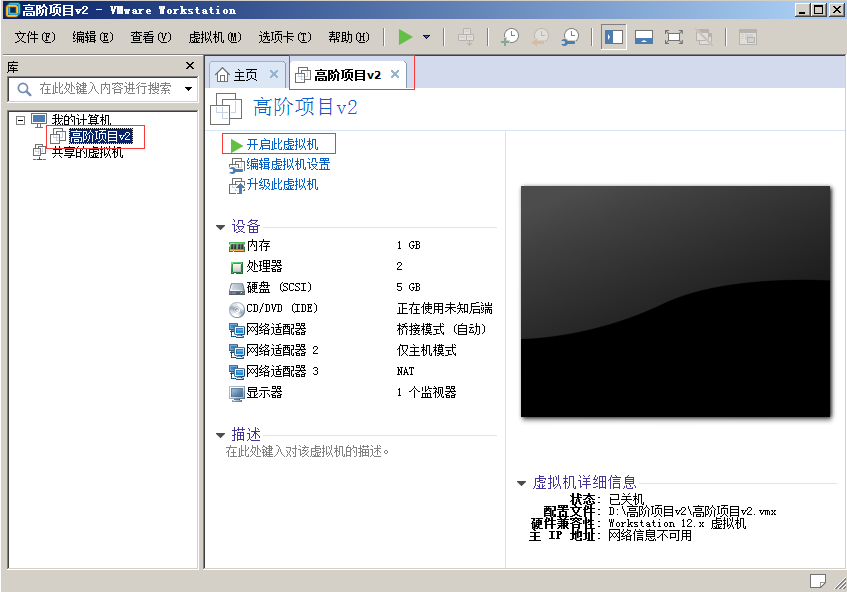 高阶项目v2 - VMware Workstation
文件(F) 编辑(E) 查看(V) 虚拟机(M) 选项卡(T) 帮助(H)
库
在此处键入内容进行搜索
我的计算机
高阶项目v2
共享的虚拟机
主页 高阶项目v2
高阶项目v2
开启此虚拟机
编辑虚拟机设置
升级此虚拟机
设备
内存 1 GB
处理器 2
硬盘 (SCSI) 5 GB
CD/DVD (IDE) 正在使用未知后端
网络适配器 桥接模式 (自动)
网络适配器 2 仅主机模式
网络适配器 3 NAT
显示器 1 个监视器
描述
在此处键入对该虚拟机的描述。
虚拟机详细信息
状态: 已关机
配置文件: D:\高阶项目v2\高阶项目v2.vmx
硬件兼容性: Workstation 12.x 虚拟机
主 IP 地址: 网络信息不可用